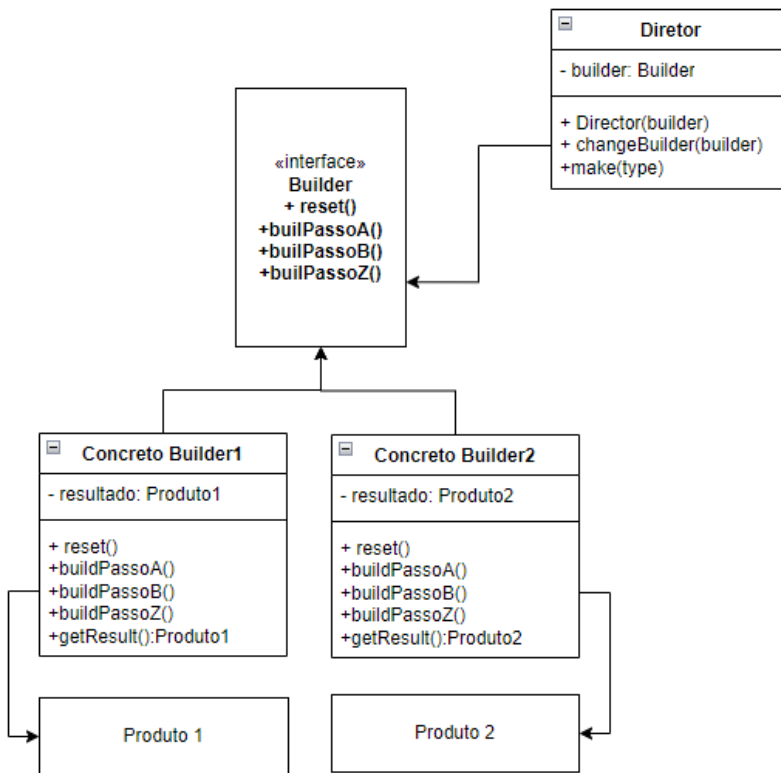 Diretor
- builder: Builder
+ Director(builder)
+ changeBuilder(builder)
+make(type)
«interface»
Builder
+ reset()
+builPassoA()
+builPassoB()
+builPassoZ()
Concreto Builder1
- resultado: Produto1
+ reset()
+buildPassoA()
+buildPassoB()
+buildPassoZ()
+getResult():Produto1
Concreto Builder2
- resultado: Produto2
+ reset()
+buildPassoA()
+buildPassoB()
+buildPassoZ()
+getResult():Produto2
Produto 1
Produto 2